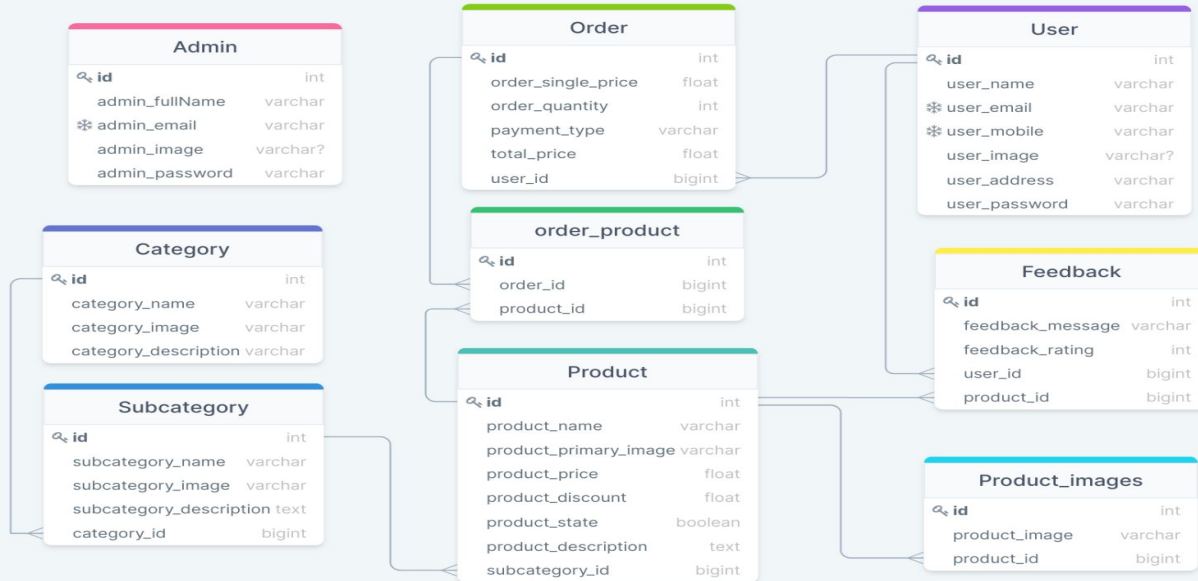 Admin
id int
admin_fullName varchar
admin_email varchar
admin_image varchar?
admin_password varchar
Order
id int
order_single_price float
order_quantity int
payment_type varchar
total_price float
user_id bigint
User
id int
user_name varchar
user_email varchar
user_mobile varchar
user_image varchar?
user_address varchar
user_password varchar
Category
id int
category_name varchar
category_image varchar
category_description varchar
order_product
id int
order_id bigint
product_id bigint
Feedback
id int
feedback_message varchar
feedback_rating int
user_id bigint
product_id bigint
Subcategory
id int
subcategory_name varchar
subcategory_image varchar
subcategory_description text
category_id bigint
Product
id int
product_name varchar
product_primary_image varchar
product_price float
product_discount float
product_state boolean
product_description text
subcategory_id bigint
Product_images
id int
product_image varchar
product_id bigint